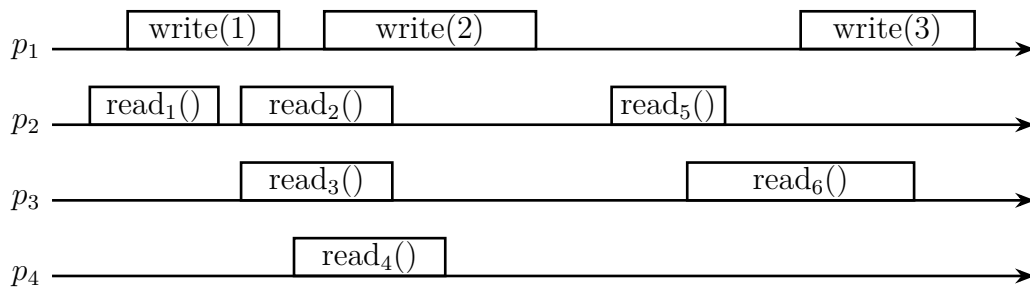 p₁ write(1) write(2) write(3)
p₂ read₁() read₂() read₅()
p₃ read₃() read₆()
p₄ read₄()